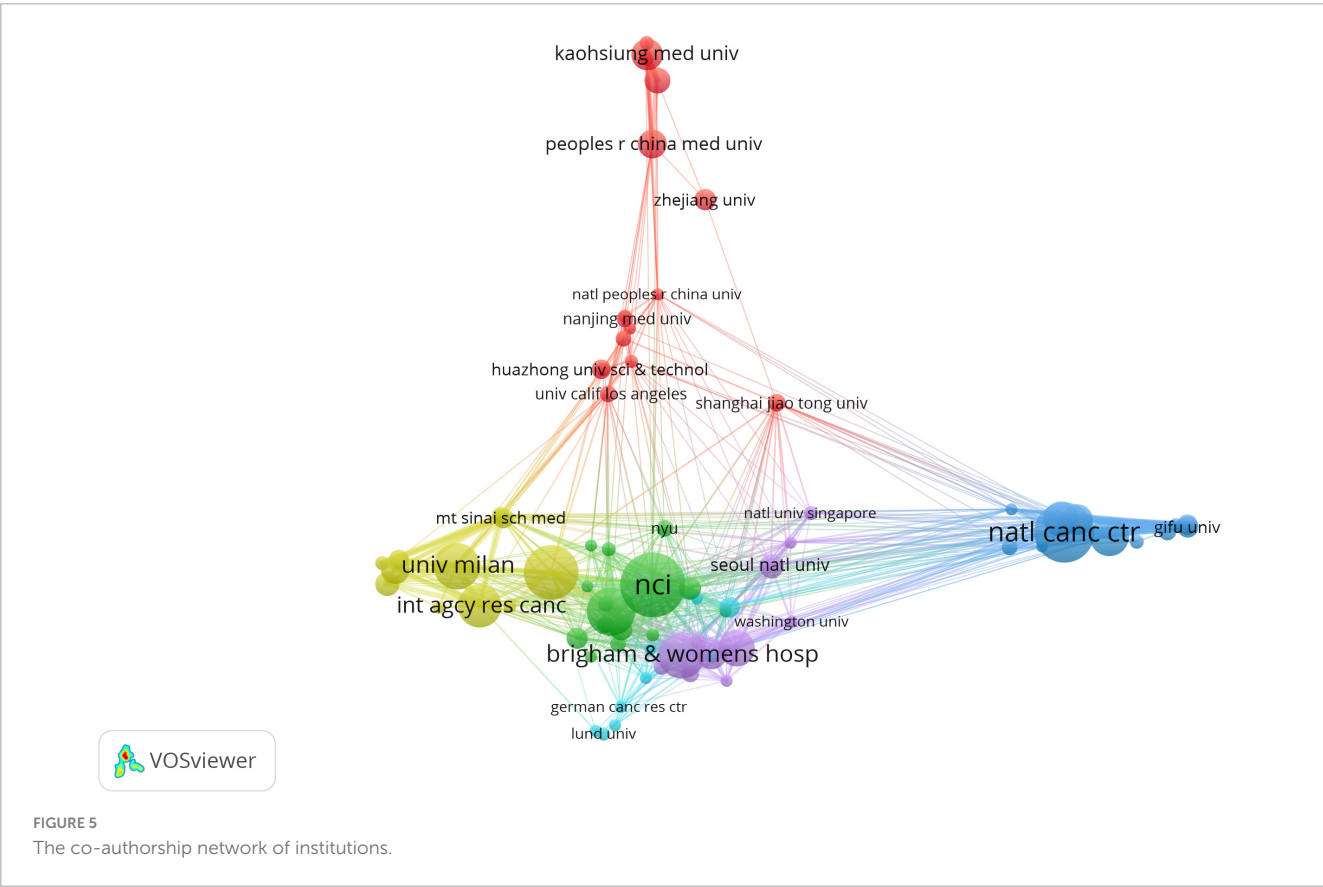 kaohsiung med univ
peoples r china med univ
zhejiang univ
natl peoples r china univ
nanjing med univ
huazhong univ sci & technol
univ calif los angeles
shanghai jiao tong univ
mt sinai sch med
natl univ singapore
nyu
natl canc ctr
gifu univ
univ milan
seoul natl univ
nci
int agcy res canc
washington univ
brigham & womens hosp
german canc res ctr
lund univ
VOSviewer
FIGURE 5
The co-authorship network of institutions.